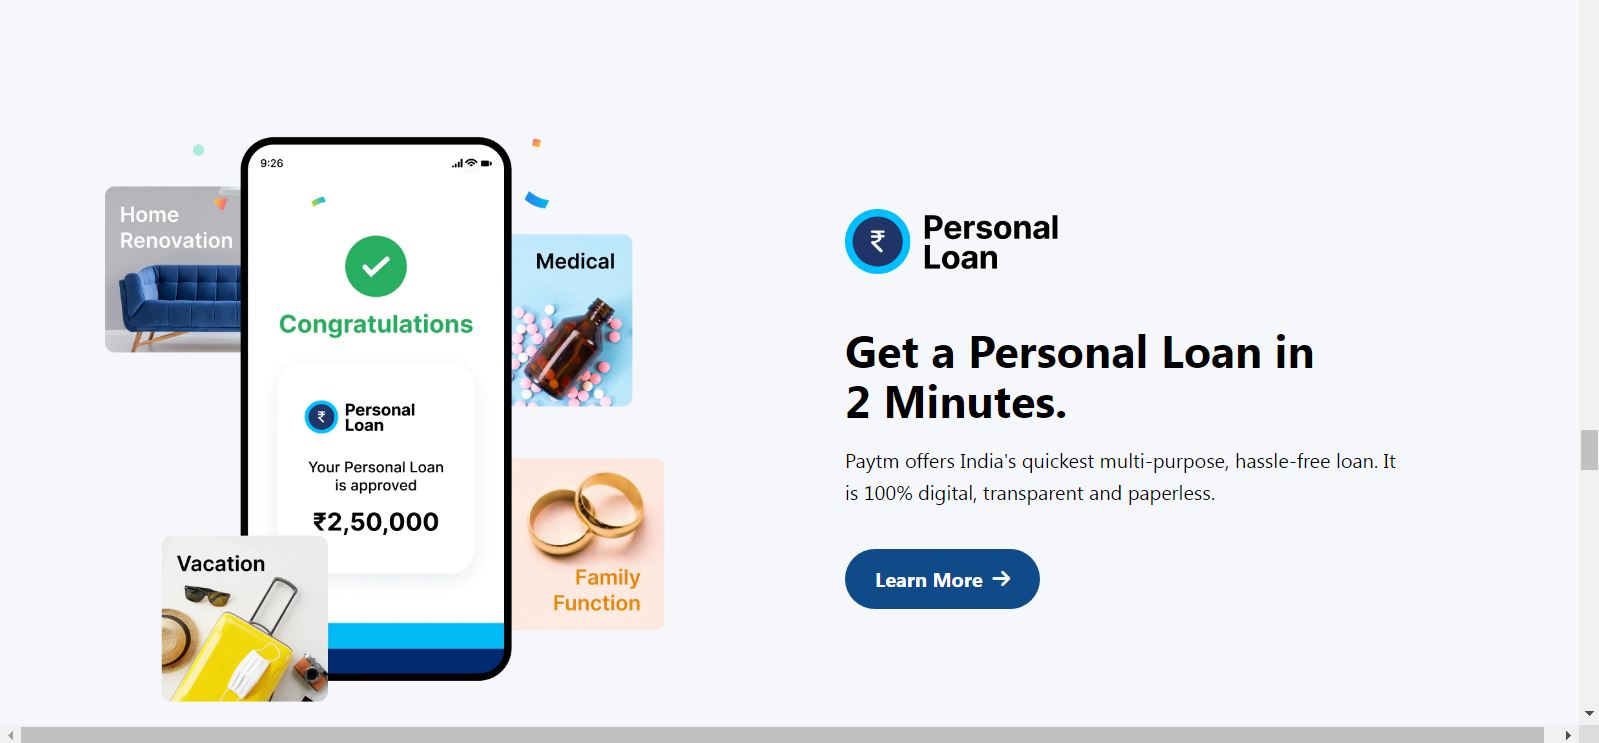 9:26
Home
Renovation
Congratulations
₹
Personal
Loan
Your Personal Loan
is approved
₹2,50,000
Medical
Family
Function
Vacation
₹
Personal
Loan
Get a Personal Loan in
2 Minutes.
Paytm offers India's quickest multi-purpose, hassle-free loan. It
is 100% digital, transparent and paperless.
Learn More →